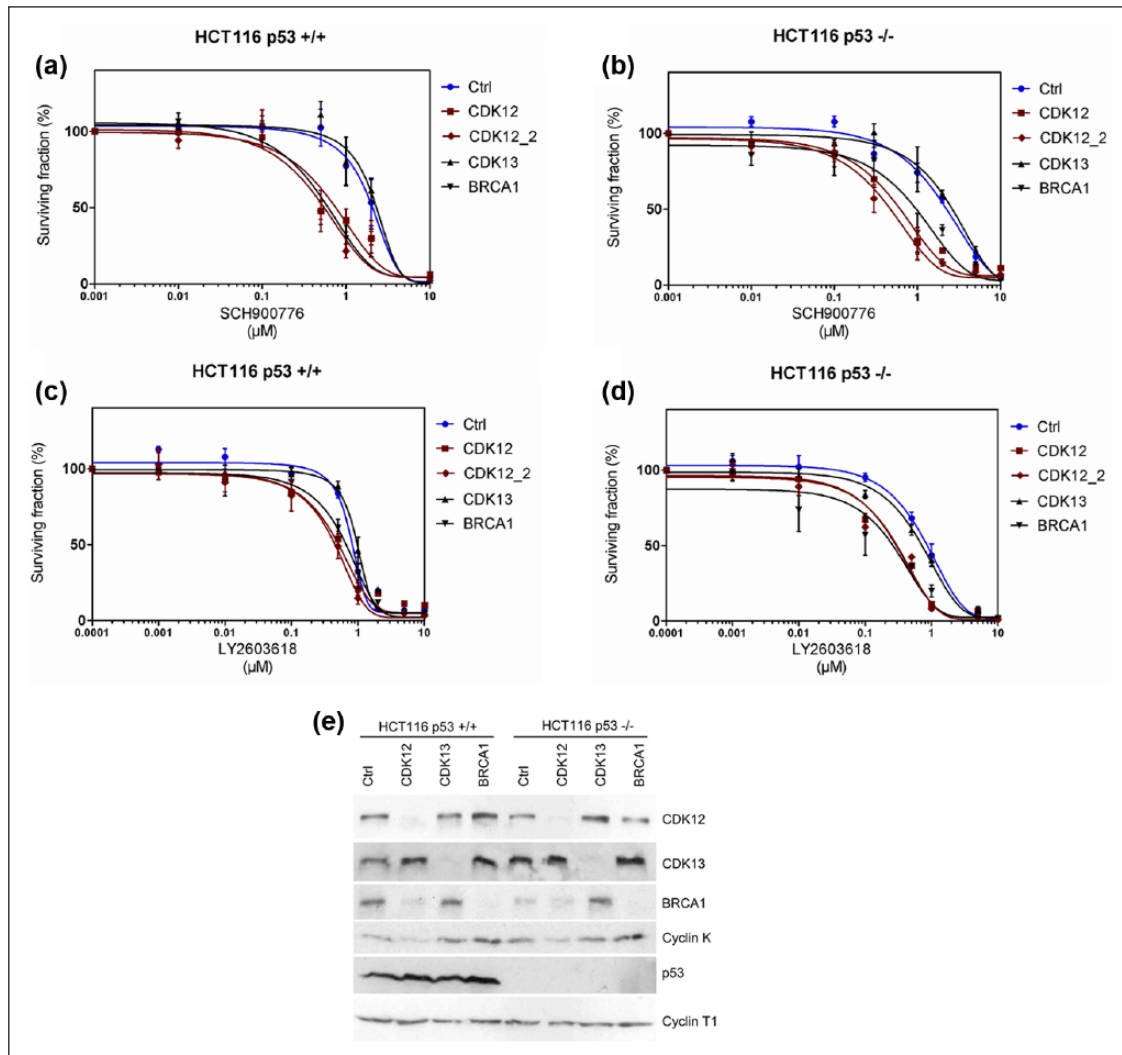 HCT116 p53 +/+
(a)
Surviving fraction (%)
100
50
0
0.001 0.01 0.1 1 10
SCH900776
(µM)
Ctrl
CDK12
CDK12_2
CDK13
BRCA1
HCT116 p53 -/-
(b)
Surviving fraction (%)
100
50
0
0.001 0.01 0.1 1 10
SCH900776
(µM)
Ctrl
CDK12
CDK12_2
CDK13
BRCA1
HCT116 p53 +/+
(c)
Surviving fraction (%)
100
50
0
0.0001 0.001 0.01 0.1 1 10
LY2603618
(µM)
Ctrl
CDK12
CDK12_2
CDK13
BRCA1
HCT116 p53 -/-
(d)
Surviving fraction (%)
100
50
0
0.0001 0.001 0.01 0.1 1 10
LY2603618
(µM)
Ctrl
CDK12
CDK12_2
CDK13
BRCA1
(e)
HCT116 p53 +/+ HCT116 p53 -/-
Ctrl CDK12 CDK13 BRCA1 Ctrl CDK12 CDK13 BRCA1
CDK12
CDK13
BRCA1
Cyclin K
p53
Cyclin T1